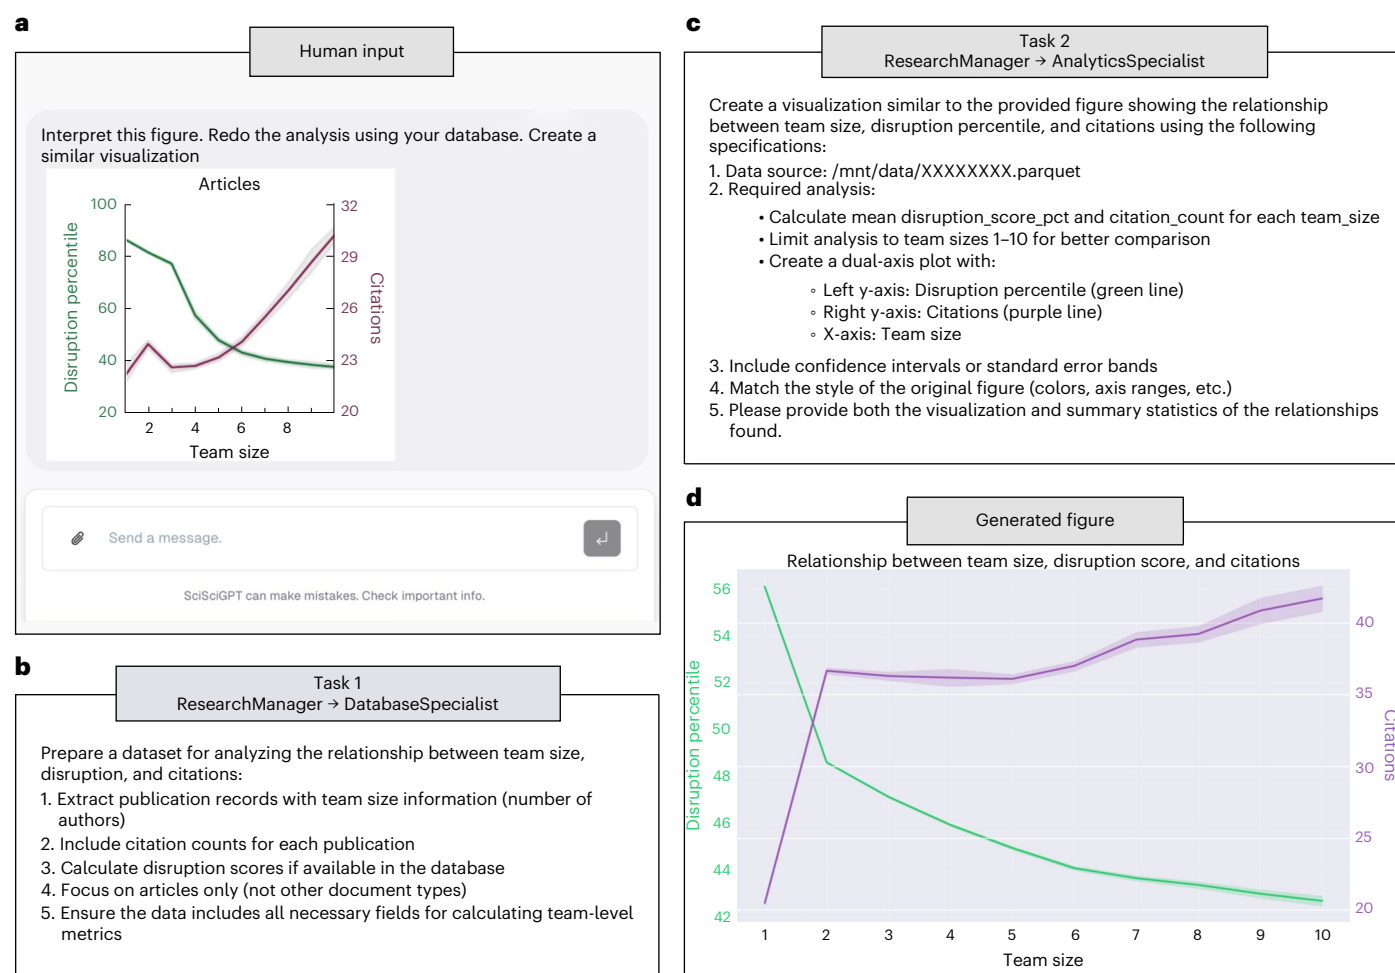 a
Human input
Interpret this figure. Redo the analysis using your database. Create a
similar visualization
Articles
100
80
60
40
20
Disruption percentile
32
29
26
23
20
Citations
2
4
6
8
Team size
Send a message.
SciSciGPT can make mistakes. Check important info.
b
Task 1
ResearchManager → DatabaseSpecialist
Prepare a dataset for analyzing the relationship between team size,
disruption, and citations:
1. Extract publication records with team size information (number of
authors)
2. Include citation counts for each publication
3. Calculate disruption scores if available in the database
4. Focus on articles only (not other document types)
5. Ensure the data includes all necessary fields for calculating team-level
metrics
c
Task 2
ResearchManager → AnalyticsSpecialist
Create a visualization similar to the provided figure showing the relationship
between team size, disruption percentile, and citations using the following
specifications:
1. Data source: /mnt/data/XXXXXXXX.parquet
2. Required analysis:
• Calculate mean disruption_score_pct and citation_count for each team_size
• Limit analysis to team sizes 1–10 for better comparison
• Create a dual-axis plot with:
◦ Left y-axis: Disruption percentile (green line)
◦ Right y-axis: Citations (purple line)
◦ X-axis: Team size
3. Include confidence intervals or standard error bands
4. Match the style of the original figure (colors, axis ranges, etc.)
5. Please provide both the visualization and summary statistics of the relationships
found.
d
Generated figure
Relationship between team size, disruption score, and citations
56
54
52
50
48
46
44
42
Disruption percentile
40
35
30
25
20
Citations
1
2
3
4
5
6
7
8
9
10
Team size